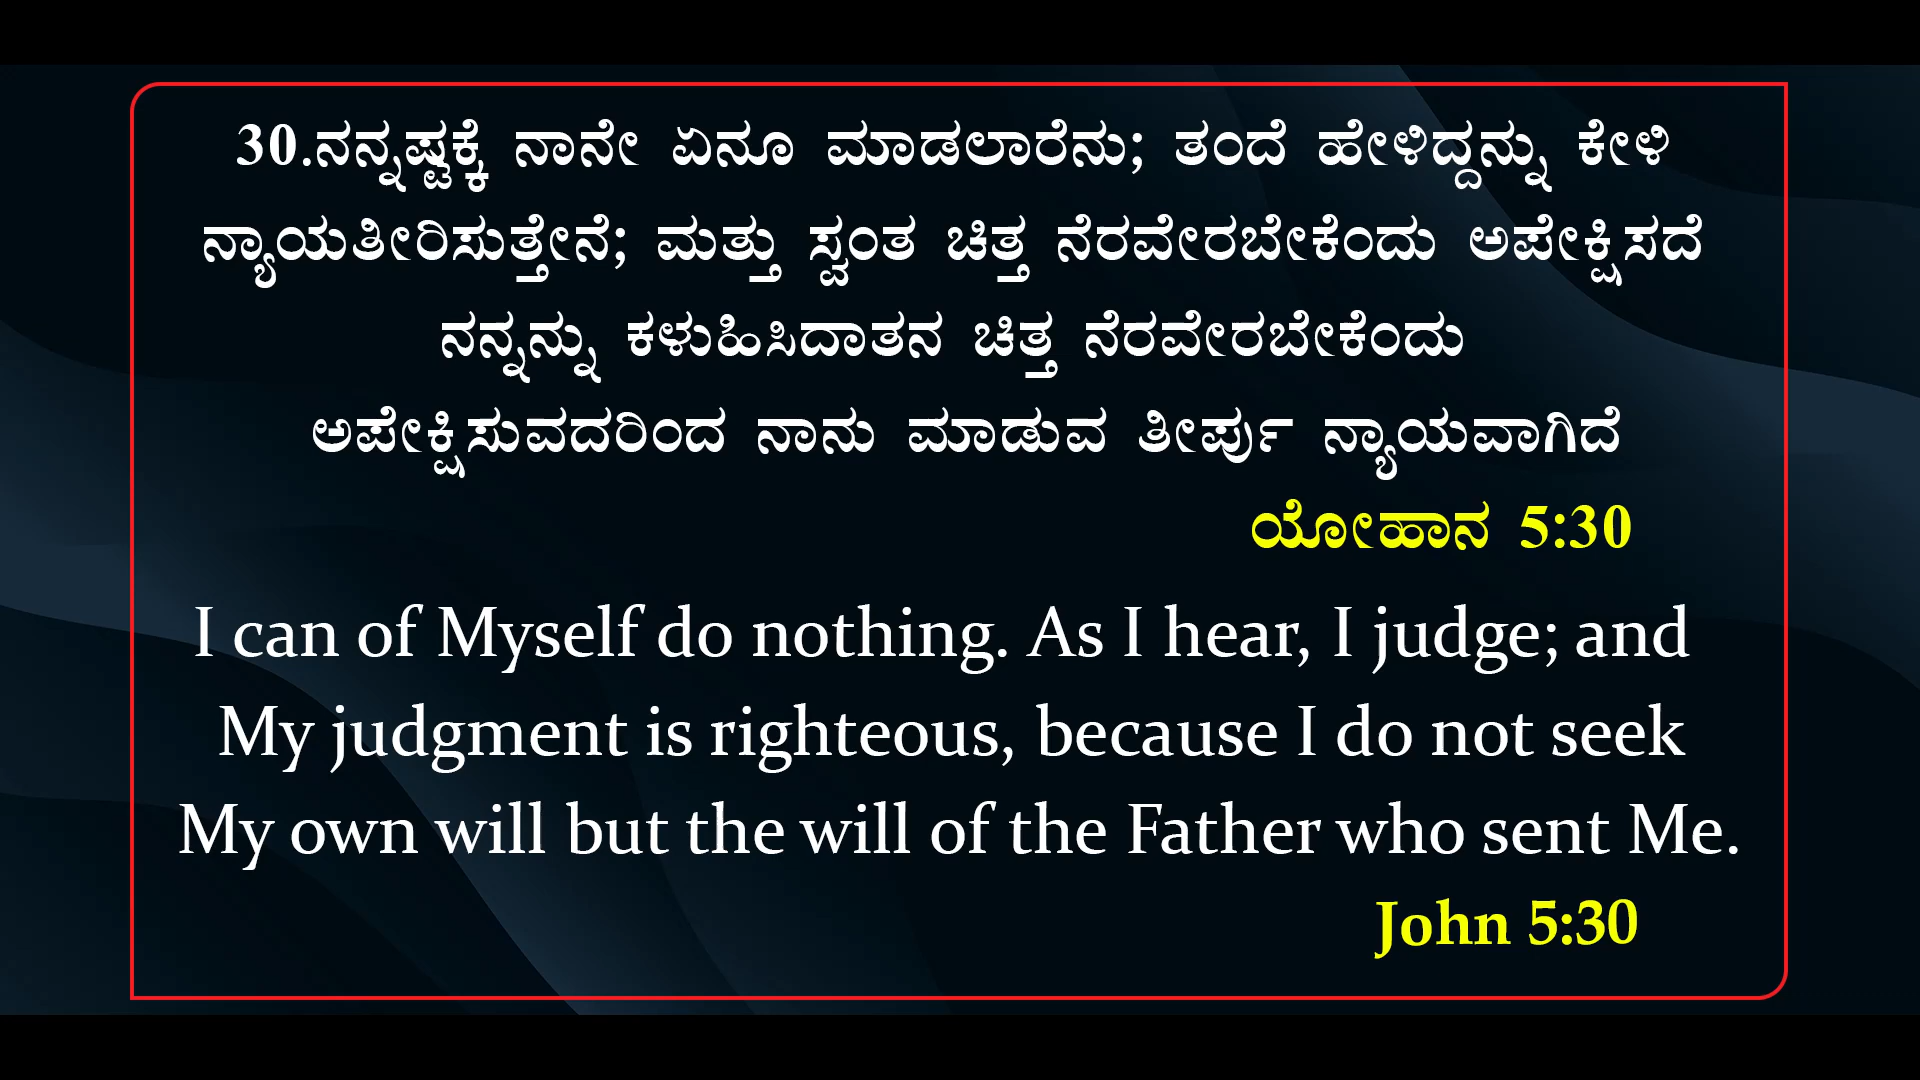 30.ನನ್ನಷ್ಟಕ್ಕೆ ನಾನೇ ಏನೂ ಮಾಡಲಾರೆನು; ತಂದೆ ಹೇಳಿದ್ದನ್ನು ಕೇಳಿ
ನ್ಯಾಯತೀರಿಸುತ್ತೇನೆ; ಮತ್ತು ಸ್ವಂತ ಚಿತ್ತ ನೆರವೇರಬೇಕೆಂದು ಅಪೇಕ್ಷಿಸದೆ
ನನ್ನನ್ನು ಕಳುಹಿಸಿದಾತನ ಚಿತ್ತ ನೆರವೇರಬೇಕೆಂದು
ಅಪೇಕ್ಷಿಸುವದರಿಂದ ನಾನು ಮಾಡುವ ತೀರ್ಪು ನ್ಯಾಯವಾಗಿದೆ
ಯೋಹಾನ 5:30
I can of Myself do nothing. As I hear, I judge; and
My judgment is righteous, because I do not seek
My own will but the will of the Father who sent Me.
John 5:30